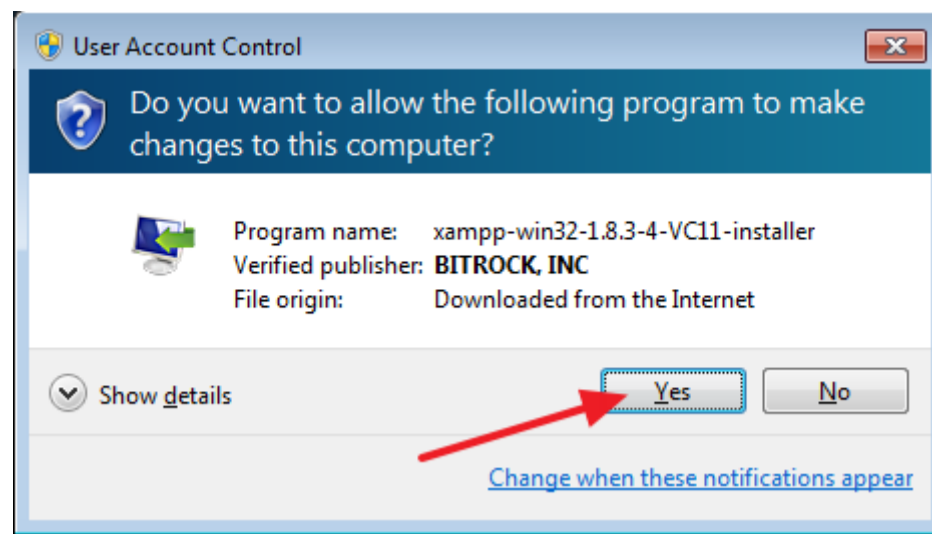 User Account Control
Do you want to allow the following program to make
changes to this computer?
Program name: xampp-win32-1.8.3-4-VC11-installer
Verified publisher: BITROCK, INC
File origin: Downloaded from the Internet
Show details
Yes No
Change when these notifications appear